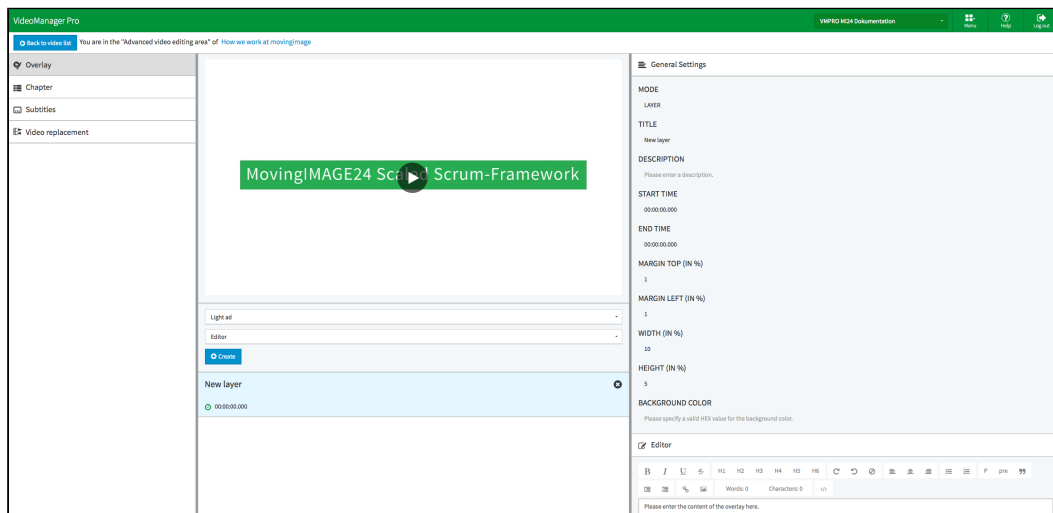 VideoManager Pro
VMPRO MI24 Dokumentation
Menu
Help
Log out
Back to video list
You are in the "Advanced video editing area" of How we work at movingimage
Overlay
Chapter
Subtitles
Video replacement
MovingIMAGE24 Scaled Scrum-Framework
Light ad
Editor
Create
New layer
00:00:00.000
General Settings
MODE
LAYER
TITLE
New layer
DESCRIPTION
Please enter a description.
START TIME
00:00:00.000
END TIME
00:00:00.000
MARGIN TOP (IN %)
1
MARGIN LEFT (IN %)
1
WIDTH (IN %)
10
HEIGHT (IN %)
5
BACKGROUND COLOR
Please specify a valid HEX value for the background color.
Editor
B I U S H1 H2 H3 H4 H5 H6 P pre
Words: 0 Characters: 0 </>
Please enter the content of the overlay here.